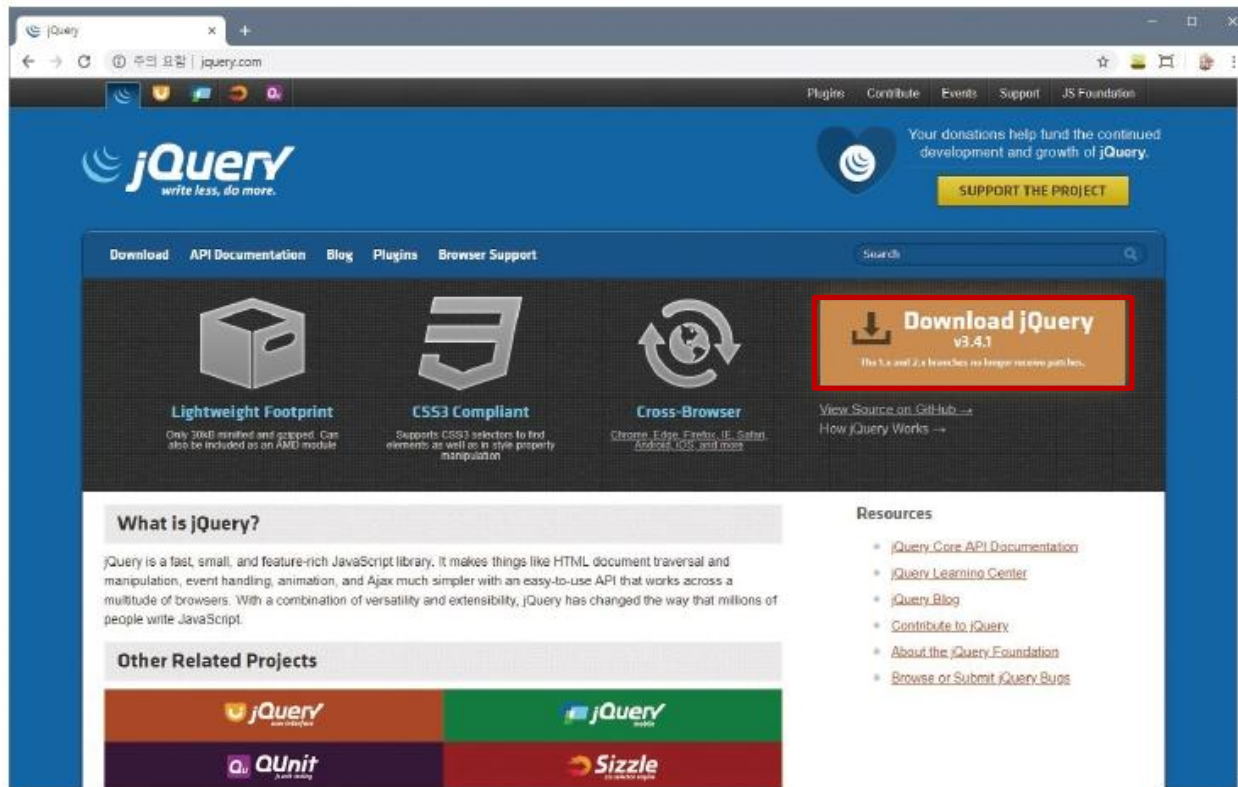 jQuery
주의 요함 | jquery.com
Plugins Contribute Events Support JS Foundation
jQuery
write less, do more.
Your donations help fund the continued
development and growth of jQuery.
SUPPORT THE PROJECT
Download API Documentation Blog Plugins Browser Support
Search
Lightweight Footprint
Only 30kB minified and gzipped. Can
also be included as an AMD module
CSS3 Compliant
Supports CSS3 selectors to find
elements as well as in style property
manipulation
Cross-Browser
Chrome, Edge, Firefox, IE, Safari,
Android, iOS, and more
Download jQuery
v3.4.1
The 1.x and 2.x branches no longer receive patches.
View Source on GitHub →
How jQuery Works →
What is jQuery?
jQuery is a fast, small, and feature-rich JavaScript library. It makes things like HTML document traversal and
manipulation, event handling, animation, and Ajax much simpler with an easy-to-use API that works across a
multitude of browsers. With a combination of versatility and extensibility, jQuery has changed the way that millions of
people write JavaScript.
Resources
jQuery Core API Documentation
jQuery Learning Center
jQuery Blog
Contribute to jQuery
About the jQuery Foundation
Browse or Submit jQuery Bugs
Other Related Projects
jQuery
user interface
jQuery
mobile
QUnit
js unit testing
Sizzle
css selector engine